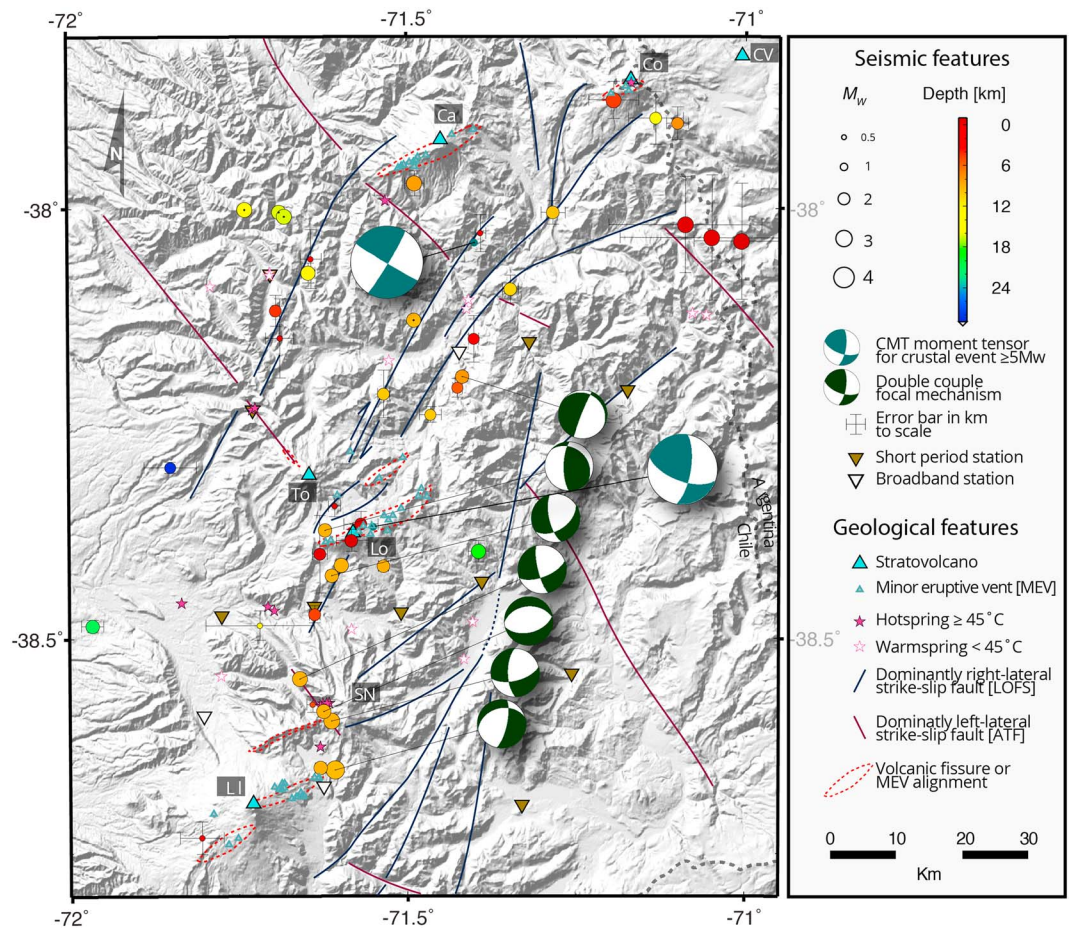 -72˚
-71.5˚
-71˚
CV
Co
Ca
N
-38˚
-38˚
To
Lo
Argentina
Chile
-38.5˚
-38.5˚
SN
LI
-72˚
-71.5˚
-71˚
Seismic features
Mw
Depth [km]
0.5
1
2
3
4
0
6
12
18
24
CMT moment tensor
for crustal event ≥5Mw
Double couple
focal mechanism
Error bar in km
to scale
Short period station
Broadband station
Geological features
Stratovolcano
Minor eruptive vent [MEV]
Hotspring ≥ 45˚C
Warmspring < 45˚C
Dominantly right-lateral
strike-slip fault [LOFS]
Dominatly left-lateral
strike-slip fault [ATF]
Volcanic fissure or
MEV alignment
0 10 20 30
Km